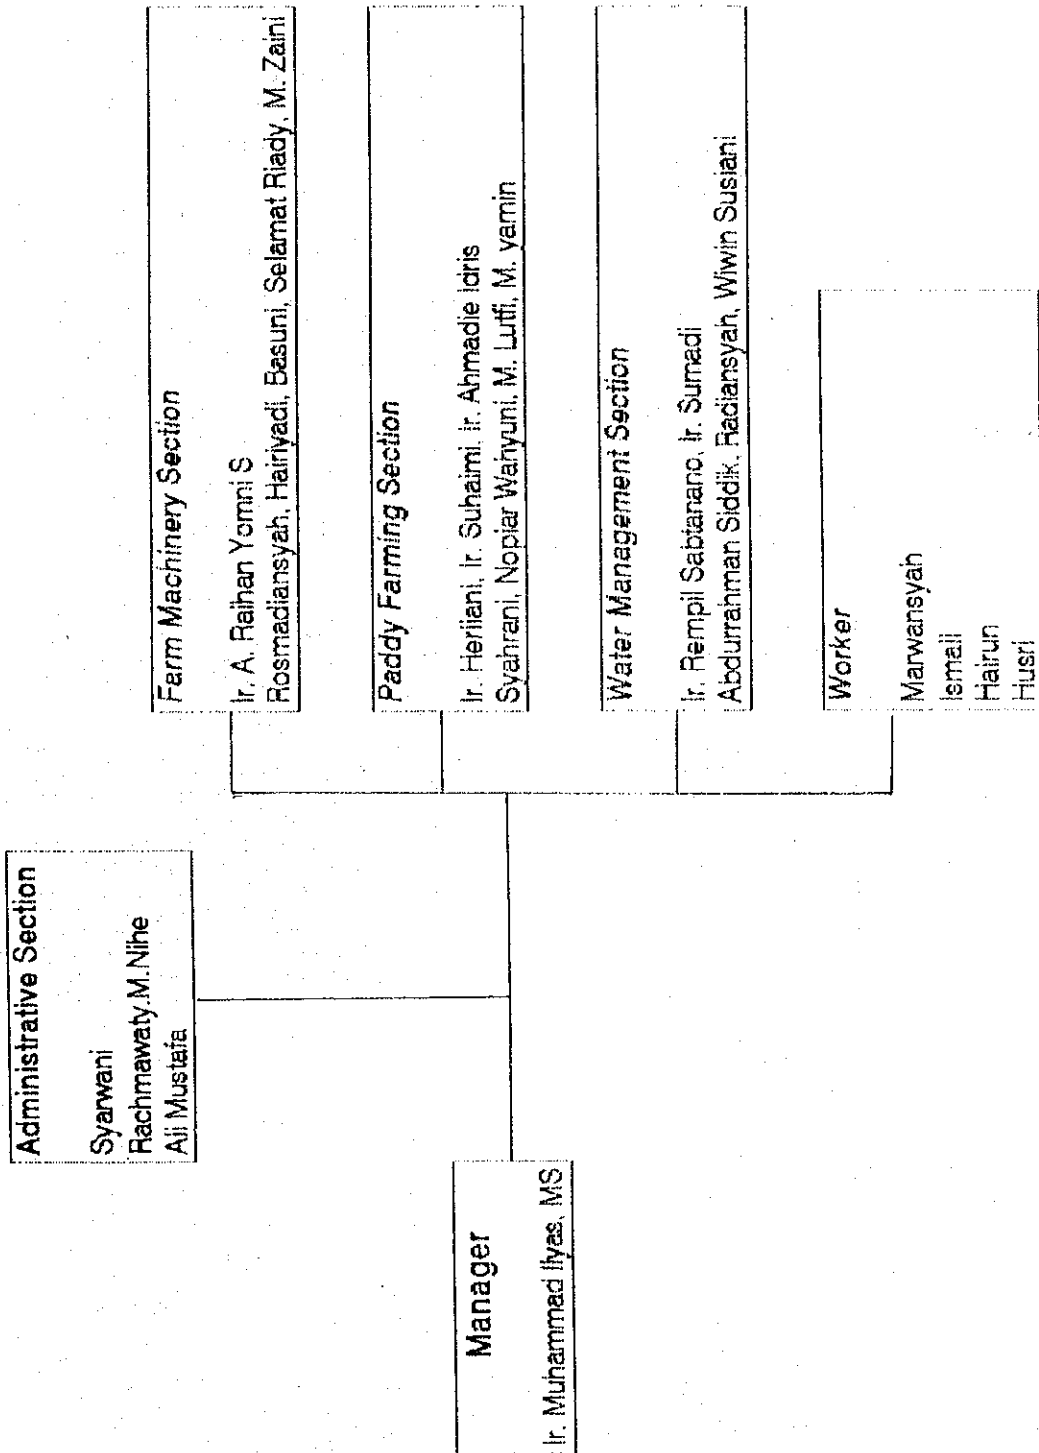 Manager
Ir. Muhammad Ilyas, MS
Administrative Section
Syarwani
Rachmawaty.M.Nihe
Ali Mustafa
Farm Machinery Section
Ir. A. Raihan Yomni S
Rosmadiansyah, Hairiyadi, Basuni, Selamat Riady, M. Zaini
Paddy Farming Section
Ir. Herliani, Ir. Suhaimi, Ir. Ahmadie Idris
Syahrani, Nopiar Wahyuni, M. Lutfi, M. yamin
Water Management Section
Ir. Rempil Sabtanano, Ir. Sumadi
Abdurrahman Siddik, Radiansyah, Wiwin Susiani
Worker
Marwansyah
Ismail
Hairun
Husri